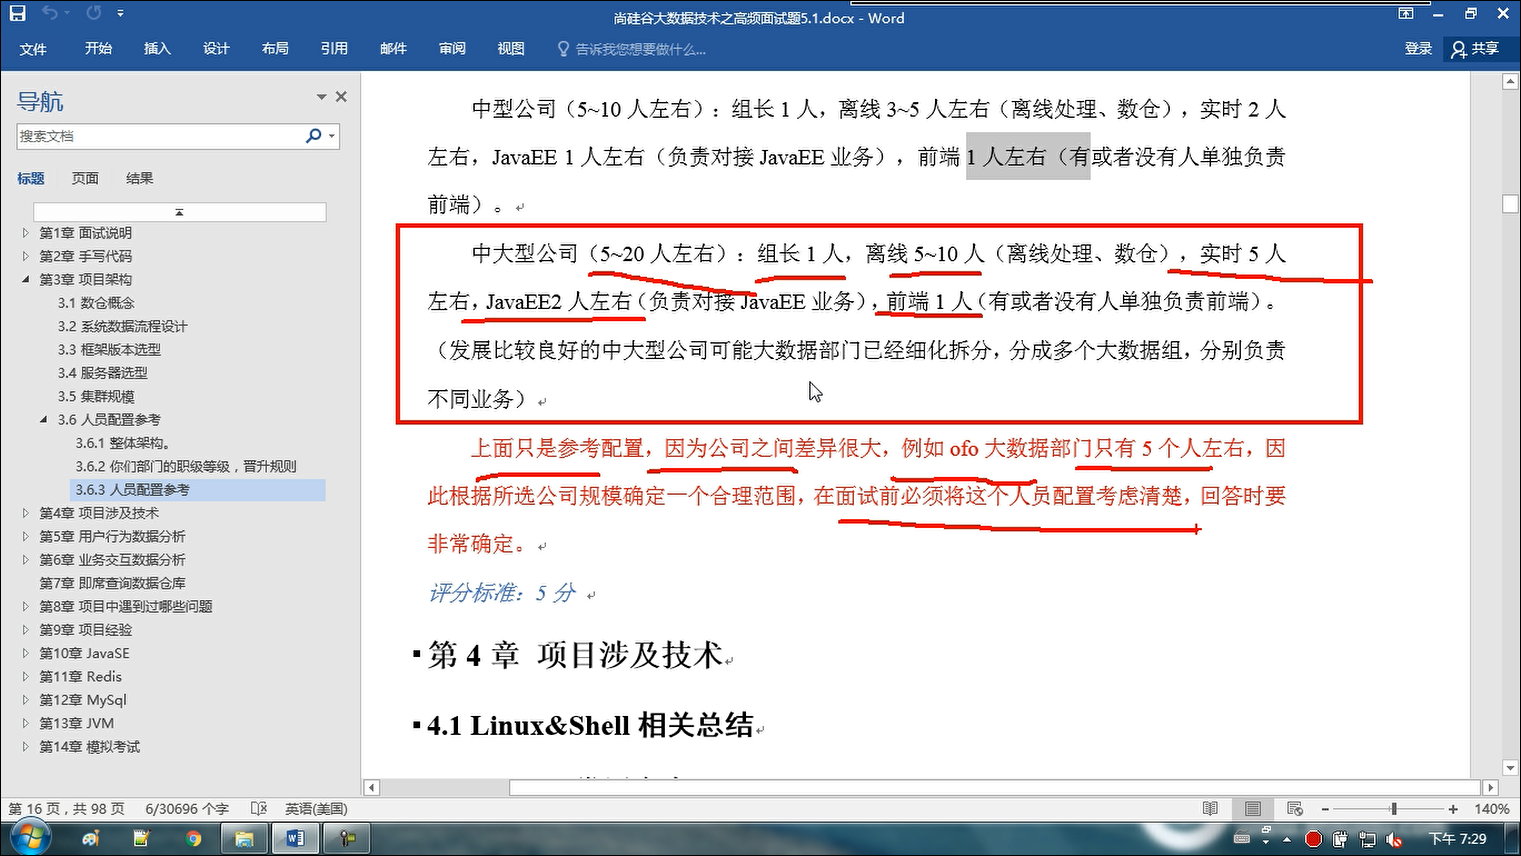 尚硅谷大数据技术之高频面试题5.1.docx - Word
文件 开始 插入 设计 布局 引用 邮件 审阅 视图 告诉我您想要做什么... 登录 共享
导航
搜索文档
标题 页面 结果
第1章 面试说明
第2章 手写代码
第3章 项目架构
3.1 数仓概念
3.2 系统数据流程设计
3.3 框架版本选型
3.4 服务器选型
3.5 集群规模
3.6 人员配置参考
3.6.1 整体架构。
3.6.2 你们部门的职级等级，晋升规则
3.6.3 人员配置参考
第4章 项目涉及技术
第5章 用户行为数据分析
第6章 业务交互数据分析
第7章 即席查询数据仓库
第8章 项目中遇到过哪些问题
第9章 项目经验
第10章 JavaSE
第11章 Redis
第12章 MySql
第13章 JVM
第14章 模拟考试
中型公司（5~10 人左右）：组长 1 人，离线 3~5 人左右（离线处理、数仓），实时 2 人
左右，JavaEE 1 人左右（负责对接 JavaEE 业务），前端 1 人左右（有或者没有人单独负责
前端）。
中大型公司（5~20 人左右）：组长 1 人，离线 5~10 人（离线处理、数仓），实时 5 人
左右，JavaEE2 人左右（负责对接 JavaEE 业务），前端 1 人（有或者没有人单独负责前端）。
（发展比较良好的中大型公司可能大数据部门已经细化拆分，分成多个大数据组，分别负责
不同业务）
上面只是参考配置，因为公司之间差异很大，例如 ofo 大数据部门只有 5 个人左右，因
此根据所选公司规模确定一个合理范围，在面试前必须将这个人员配置考虑清楚，回答时要
非常确定。
评分标准：5 分
第 4 章 项目涉及技术
4.1 Linux&Shell 相关总结
第 16 页，共 98 页 6/30696 个字 英语(美国) 140%
下午 7:29